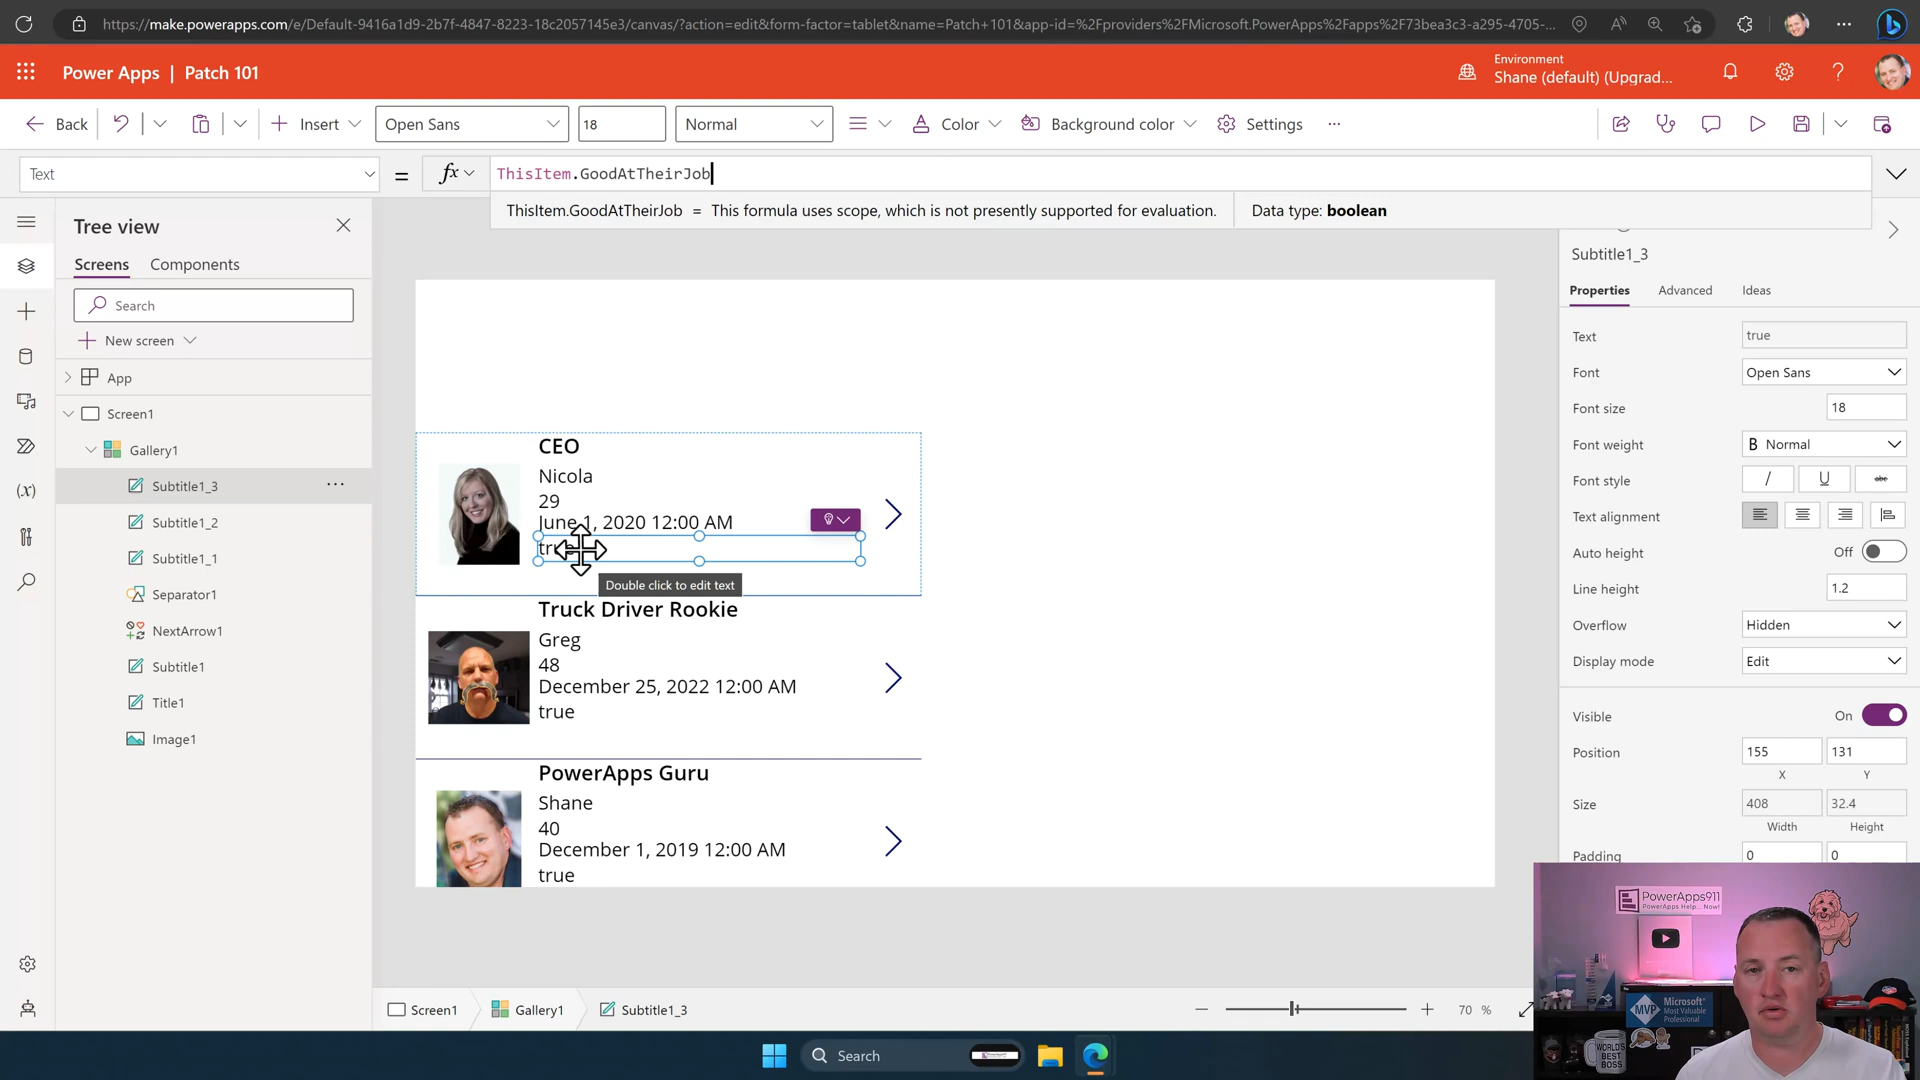 https://make.powerapps.com/e/Default-9416a1d9-2b7f-4847-8223-18c2057145e3/canvas/?action=edit&form-factor=tablet&name=Patch 101&app-id=%2Fproviders%2FMicrosoft.PowerApps%2Fapps%2F73bea3c3-a295-4705-...
Power Apps | Patch 101
Environment
Shane (default) (Upgrad...
Back
Insert
Open Sans
18
Normal
Color
Background color
Settings
Text
=
fx
ThisItem.GoodAtTheirJob
ThisItem.GoodAtTheirJob = This formula uses scope, which is not presently supported for evaluation.
Data type: boolean
Tree view
Screens
Components
Search
New screen
App
Screen1
Gallery1
Subtitle1_3
Subtitle1_2
Subtitle1_1
Separator1
NextArrow1
Subtitle1
Title1
Image1
CEO
Nicola
29
June 1, 2020 12:00 AM
Double click to edit text
Truck Driver Rookie
Greg
48
December 25, 2022 12:00 AM
true
PowerApps Guru
Shane
40
December 1, 2019 12:00 AM
true
Subtitle1_3
Properties
Advanced
Ideas
Text
true
Font
Open Sans
Font size
18
Font weight
B Normal
Font style
/ U abc
Text alignment
Auto height
Off
Line height
1.2
Overflow
Hidden
Display mode
Edit
Visible
On
Position
155
131
X
Y
Size
408
32.4
Width
Height
Padding
0
0
Screen1
Gallery1
Subtitle1_3
70 %
PowerApps911
PowerApps Help... Now!
Microsoft
MVP
Most Valuable
Professional
WORLD'S
BEST
BOSS
Search